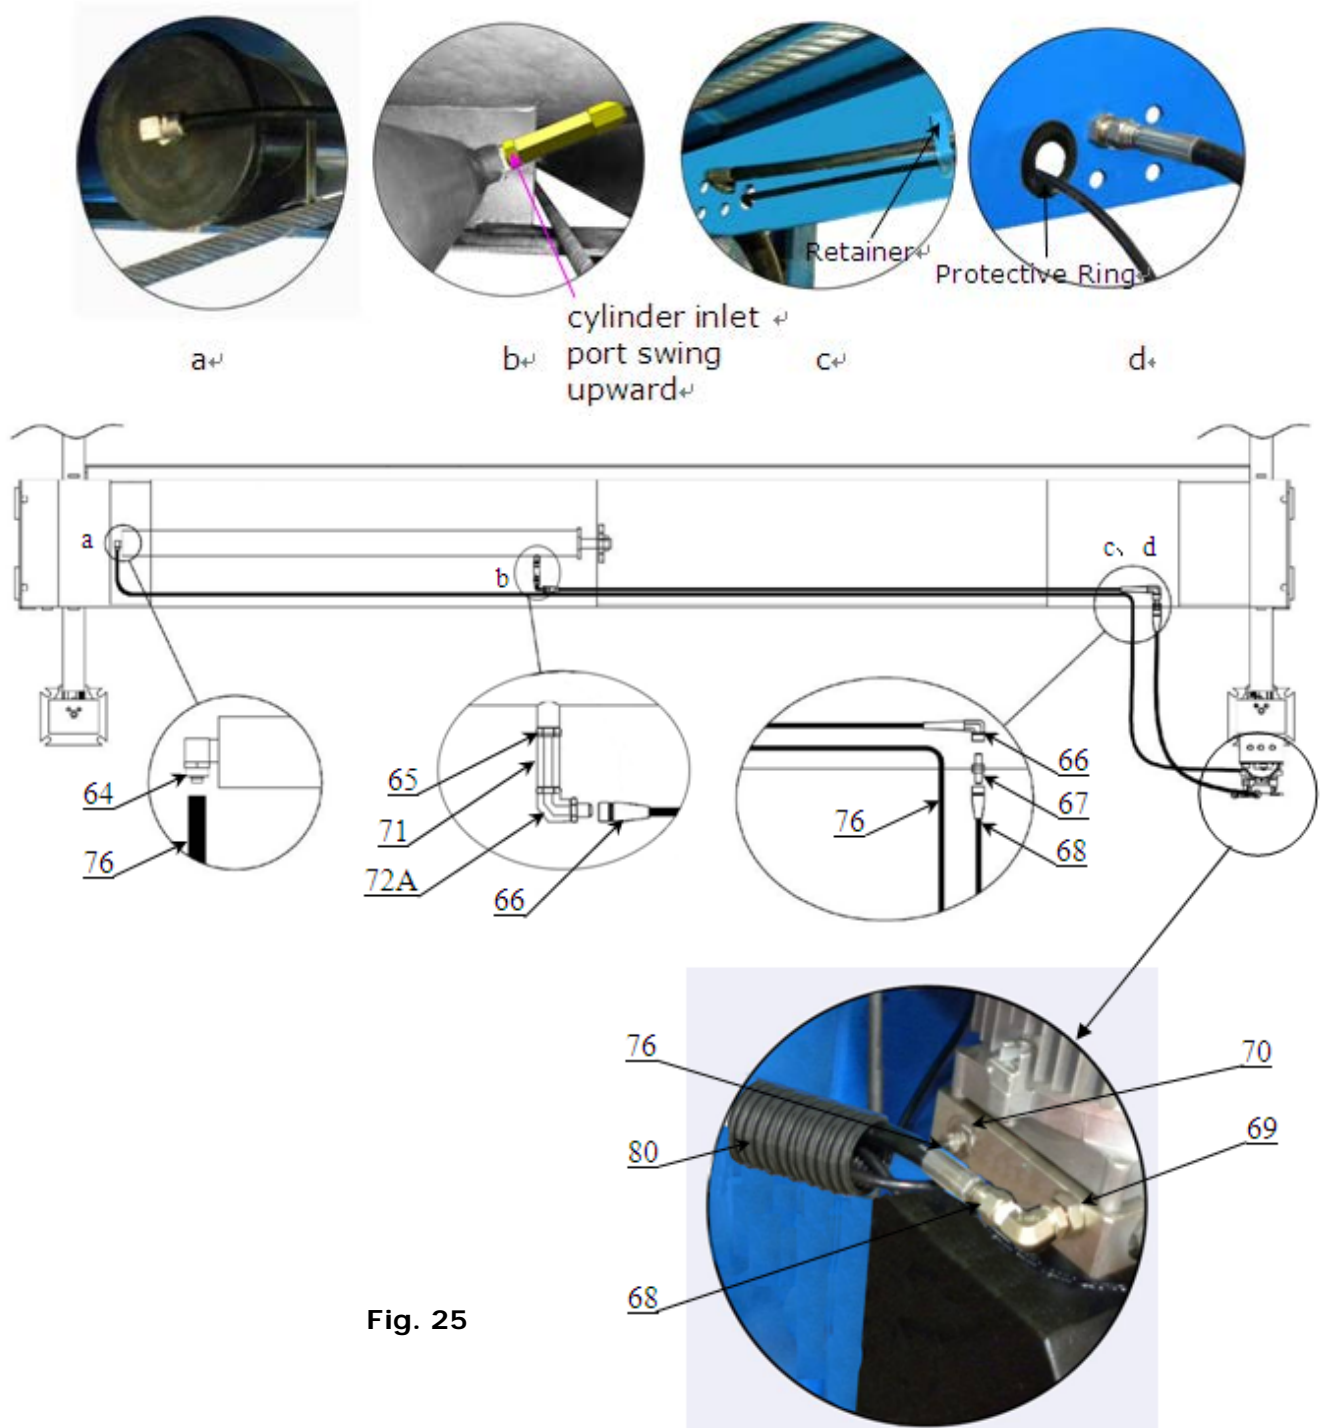 Retainer↵
Protective Ring↵
cylinder inlet ↵
port swing
upward↵
a↵
b↵
c↵
d↵
a
b
c、 d
64
76
65
71
72A
66
76
66
67
68
76
80
68
70
69
Fig. 25